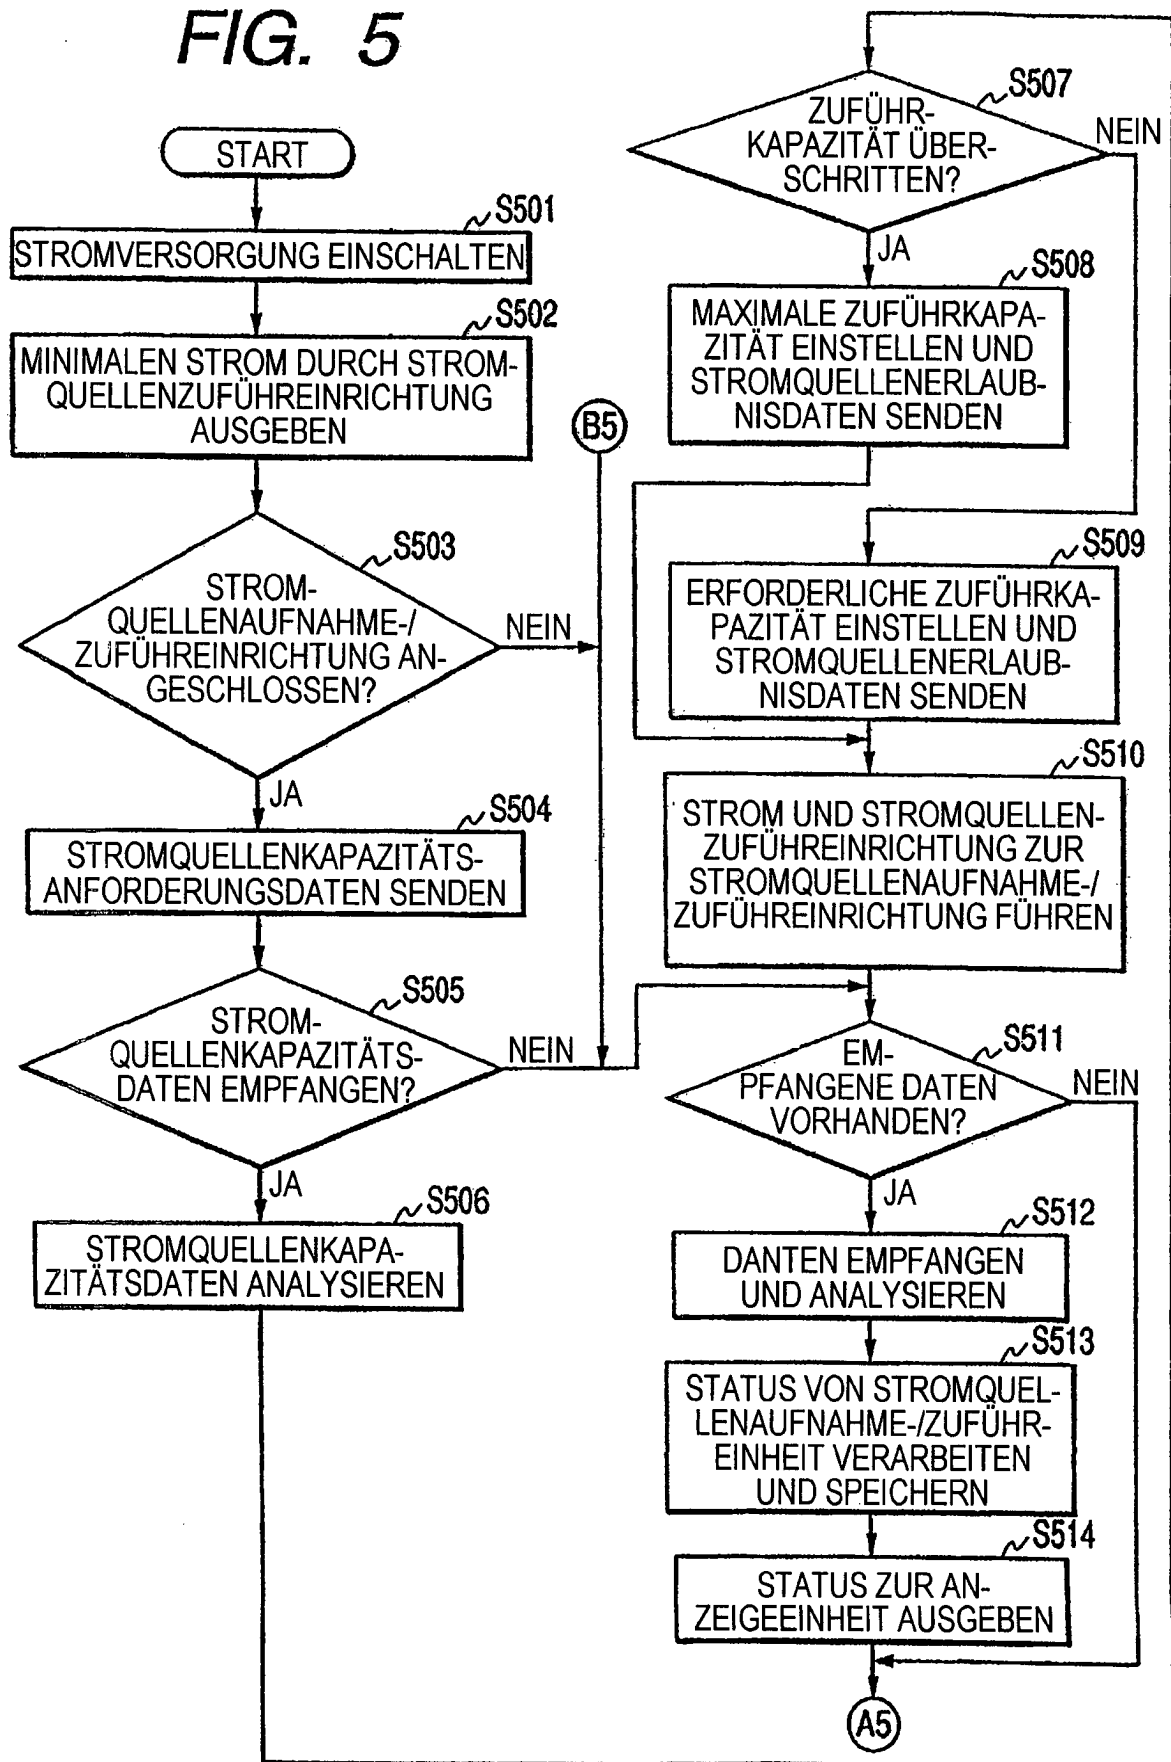 FIG. 5
START
S501
STROMVERSORGUNG EINSCHALTEN
S502
MINIMALEN STROM DURCH STROM-
QUELLENZUFÜHREINRICHTUNG
AUSGEBEN
B5
S503
STROM-
QUELLENAUFNAHME-/
ZUFÜHREINRICHTUNG AN-
GESCHLOSSEN?
NEIN
JA
S504
STROMQUELLENKAPAZITÄTS-
ANFORDERUNGSDATEN SENDEN
S505
STROM-
QUELLENKAPAZITÄTS-
DATEN EMPFANGEN?
NEIN
JA
S506
STROMQUELLENKAPA-
ZITÄTSDATEN ANALYSIEREN
S507
ZUFÜHR-
KAPAZITÄT ÜBER-
SCHRITTEN?
NEIN
JA
S508
MAXIMALE ZUFÜHRKAPA-
ZITÄT EINSTELLEN UND
STROMQUELLENERLAUB-
NISDATEN SENDEN
S509
ERFORDERLICHE ZUFÜHRKA-
PAZITÄT EINSTELLEN UND
STROMQUELLENERLAUB-
NISDATEN SENDEN
S510
STROM UND STROMQUELLEN-
ZUFÜHREINRICHTUNG ZUR
STROMQUELLENAUFNAHME-/
ZUFÜHREINRICHTUNG FÜHREN
S511
EM-
PFANGENE DATEN
VORHANDEN?
NEIN
JA
S512
DANTEN EMPFANGEN
UND ANALYSIEREN
S513
STATUS VON STROMQUEL-
LENAUFNAHME-/ZUFÜHR-
EINHEIT VERARBEITEN
UND SPEICHERN
S514
STATUS ZUR AN-
ZEIGEEINHEIT AUSGEBEN
A5